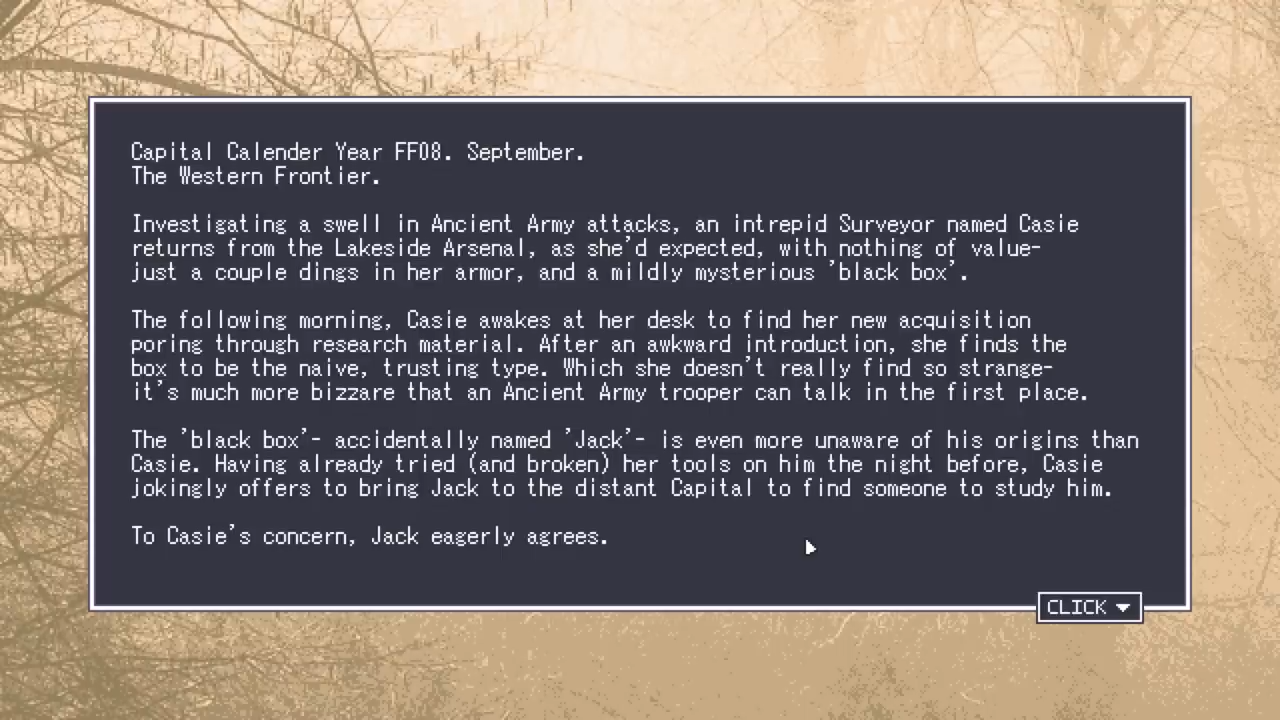 Capital Calender Year FF08. September.
The Western Frontier.
Investigating a swell in Ancient Army attacks, an intrepid Surveyor named Casie
returns from the Lakeside Arsenal, as she'd expected, with nothing of value-
just a couple dings in her armor, and a mildly mysterious 'black box'.
The following morning, Casie awakes at her desk to find her new acquisition
poring through research material. After an awkward introduction, she finds the
box to be the naive, trusting type. Which she doesn't really find so strange-
it's much more bizzare that an Ancient Army trooper can talk in the first place.
The 'black box'- accidentally named 'Jack'- is even more unaware of his origins than
Casie. Having already tried (and broken) her tools on him the night before, Casie
jokingly offers to bring Jack to the distant Capital to find someone to study him.
To Casie's concern, Jack eagerly agrees.
CLICK